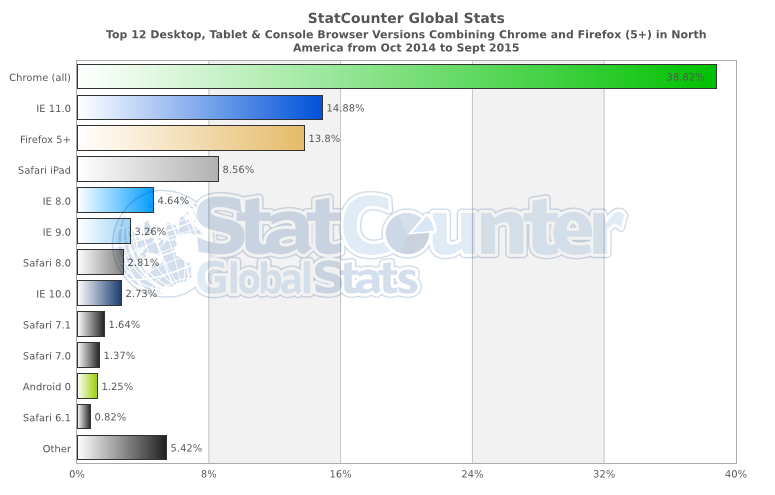 StatCounter Global Stats
Top 12 Desktop, Tablet & Console Browser Versions Combining Chrome and Firefox (5+) in North
America from Oct 2014 to Sept 2015
Chrome (all) 38.82%
IE 11.0 14.88%
Firefox 5+ 13.8%
Safari iPad 8.56%
IE 8.0 4.64%
IE 9.0 3.26%
Safari 8.0 2.81%
IE 10.0 2.73%
Safari 7.1 1.64%
Safari 7.0 1.37%
Android 0 1.25%
Safari 6.1 0.82%
Other 5.42%
0% 8% 16% 24% 32% 40%
StatCounter
GlobalStats